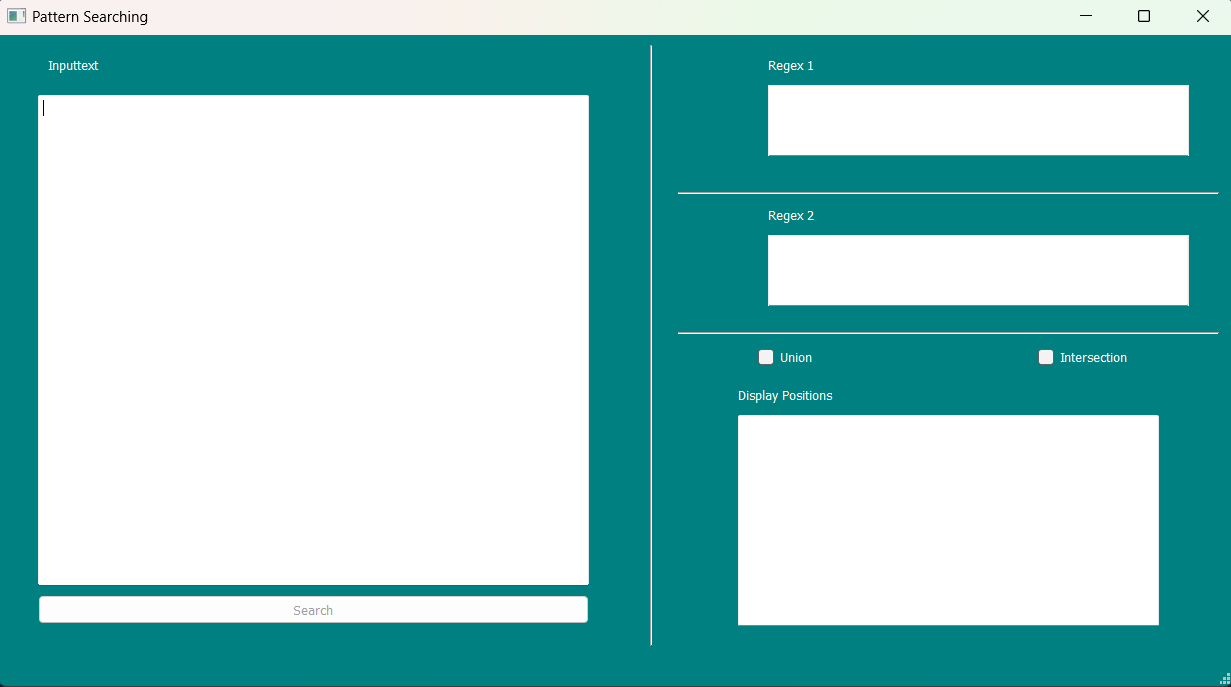 Pattern Searching
Inputtext
Search
Regex 1
Regex 2
Union
Intersection
Display Positions